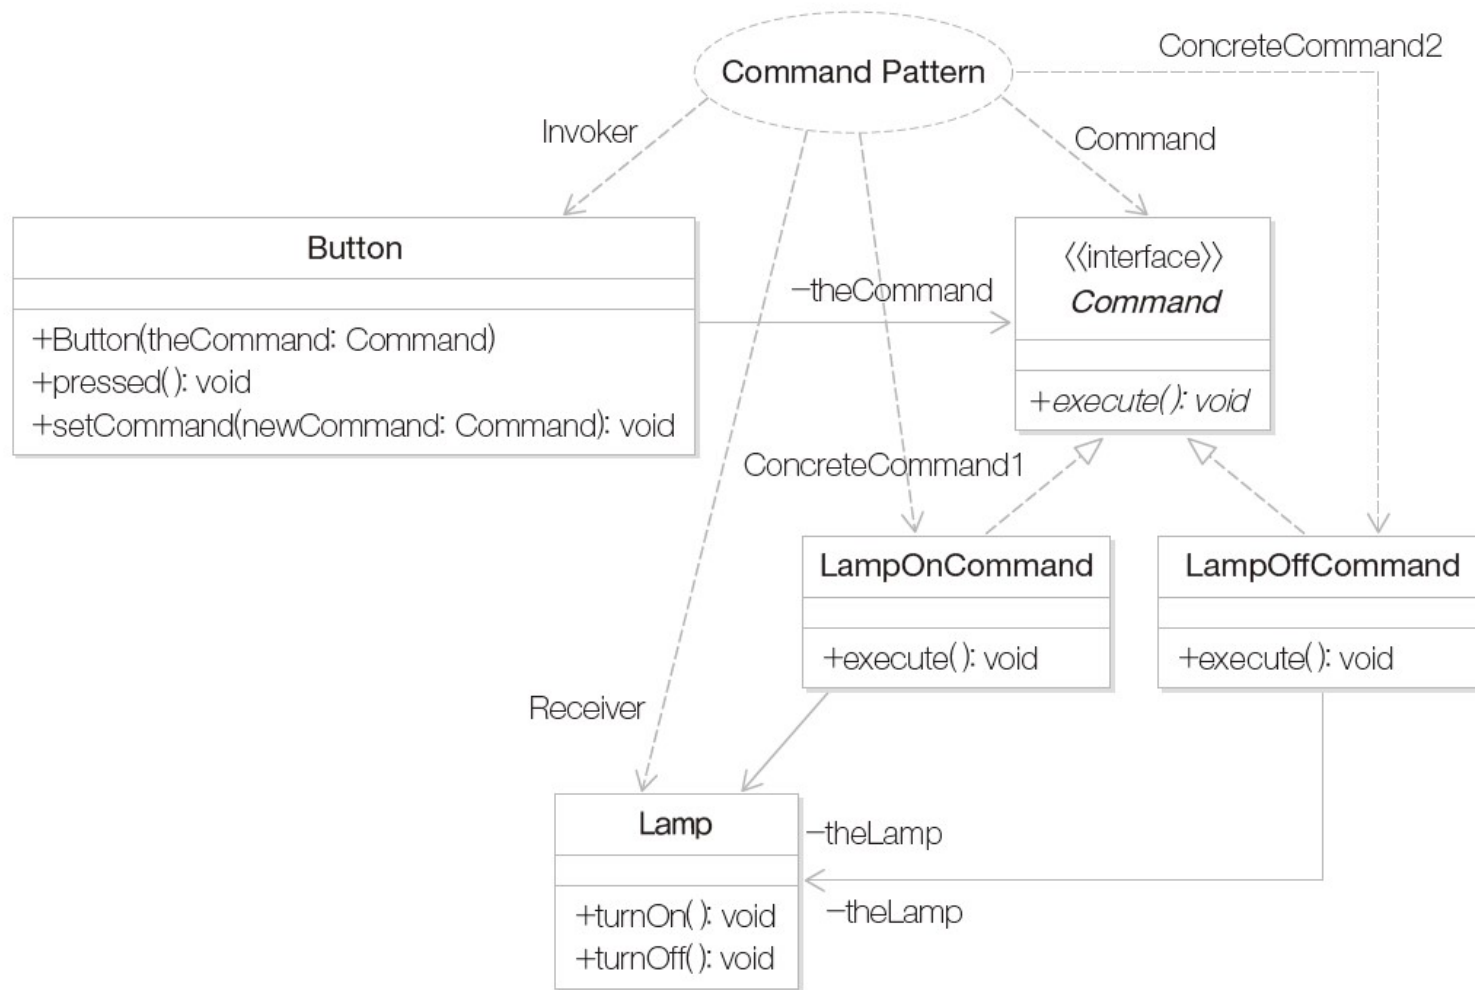 Command Pattern
ConcreteCommand2
Invoker
Command
Button
+Button(theCommand: Command)
+pressed(): void
+setCommand(newCommand: Command): void
−theCommand
《interface》
Command
+execute(): void
ConcreteCommand1
LampOnCommand
+execute(): void
LampOffCommand
+execute(): void
Receiver
Lamp
+turnOn(): void
+turnOff(): void
−theLamp
−theLamp